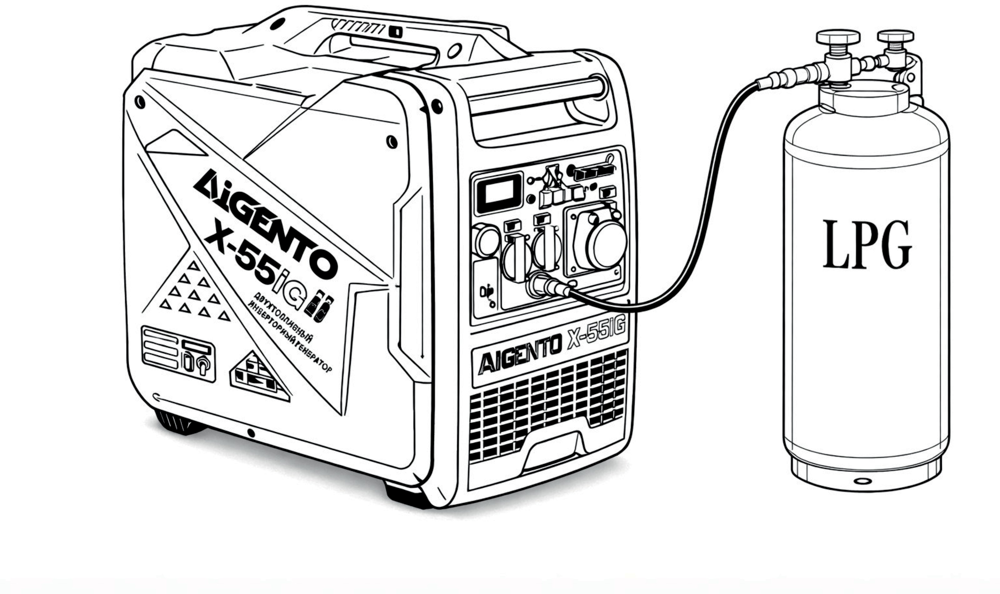 AiGENTO
X-55iG
ДВУХТОПЛИВНЫЙ
ИНВЕРТОРНЫЙ ГЕНЕРАТОР
AIGENTO X-55iG
LPG